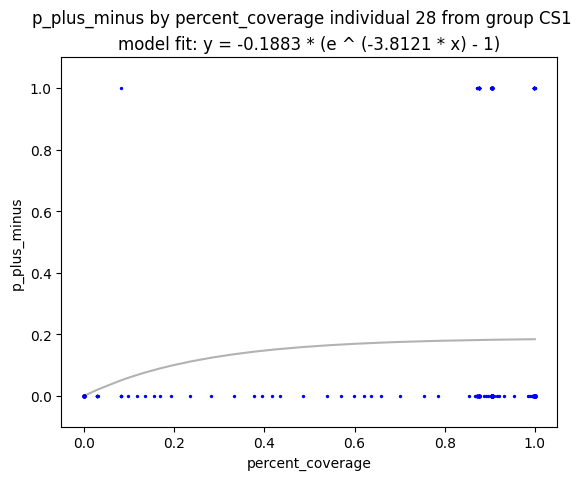 p_plus_minus by percent_coverage individual 28 from group CS1
model fit: y = -0.1883 * (e ^ (-3.8121 * x) - 1)
1.0
0.8
0.6
0.4
0.2
0.0
p_plus_minus
0.0 0.2 0.4 0.6 0.8 1.0
percent_coverage